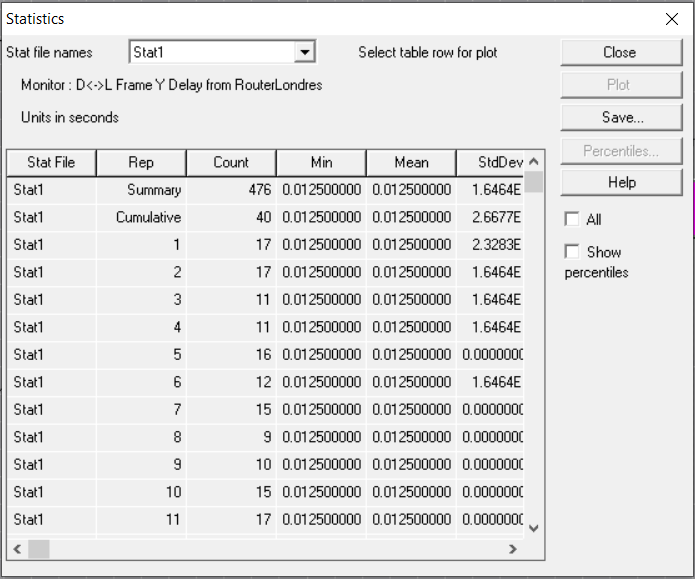 Statistics
Stat file names Stat1 Select table row for plot Close
Monitor : D<->L Frame Y Delay from RouterLondres Plot
Units in seconds Save...
Percentiles...
Help
All
Show
percentiles
Stat File Rep Count Min Mean StdDev
Stat1 Summary 476 0.012500000 0.012500000 1.6464E
Stat1 Cumulative 40 0.012500000 0.012500000 2.6677E
Stat1 1 17 0.012500000 0.012500000 2.3283E
Stat1 2 17 0.012500000 0.012500000 1.6464E
Stat1 3 11 0.012500000 0.012500000 1.6464E
Stat1 4 11 0.012500000 0.012500000 1.6464E
Stat1 5 16 0.012500000 0.012500000 0.0000000
Stat1 6 12 0.012500000 0.012500000 1.6464E
Stat1 7 15 0.012500000 0.012500000 0.0000000
Stat1 8 9 0.012500000 0.012500000 0.0000000
Stat1 9 10 0.012500000 0.012500000 0.0000000
Stat1 10 15 0.012500000 0.012500000 0.0000000
Stat1 11 17 0.012500000 0.012500000 0.0000000